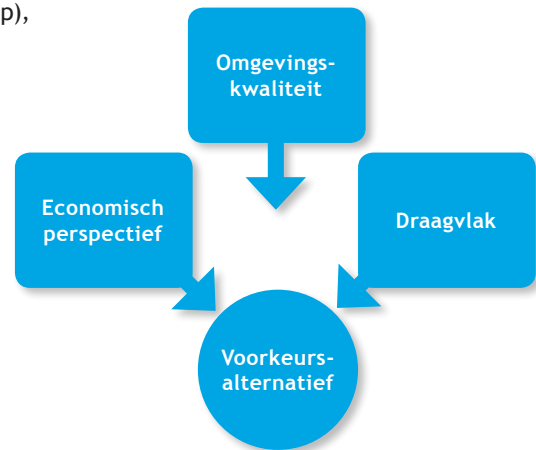 p),
Omgevings-
kwaliteit
Economisch
perspectief
Draagvlak
Voorkeurs-
alternatief